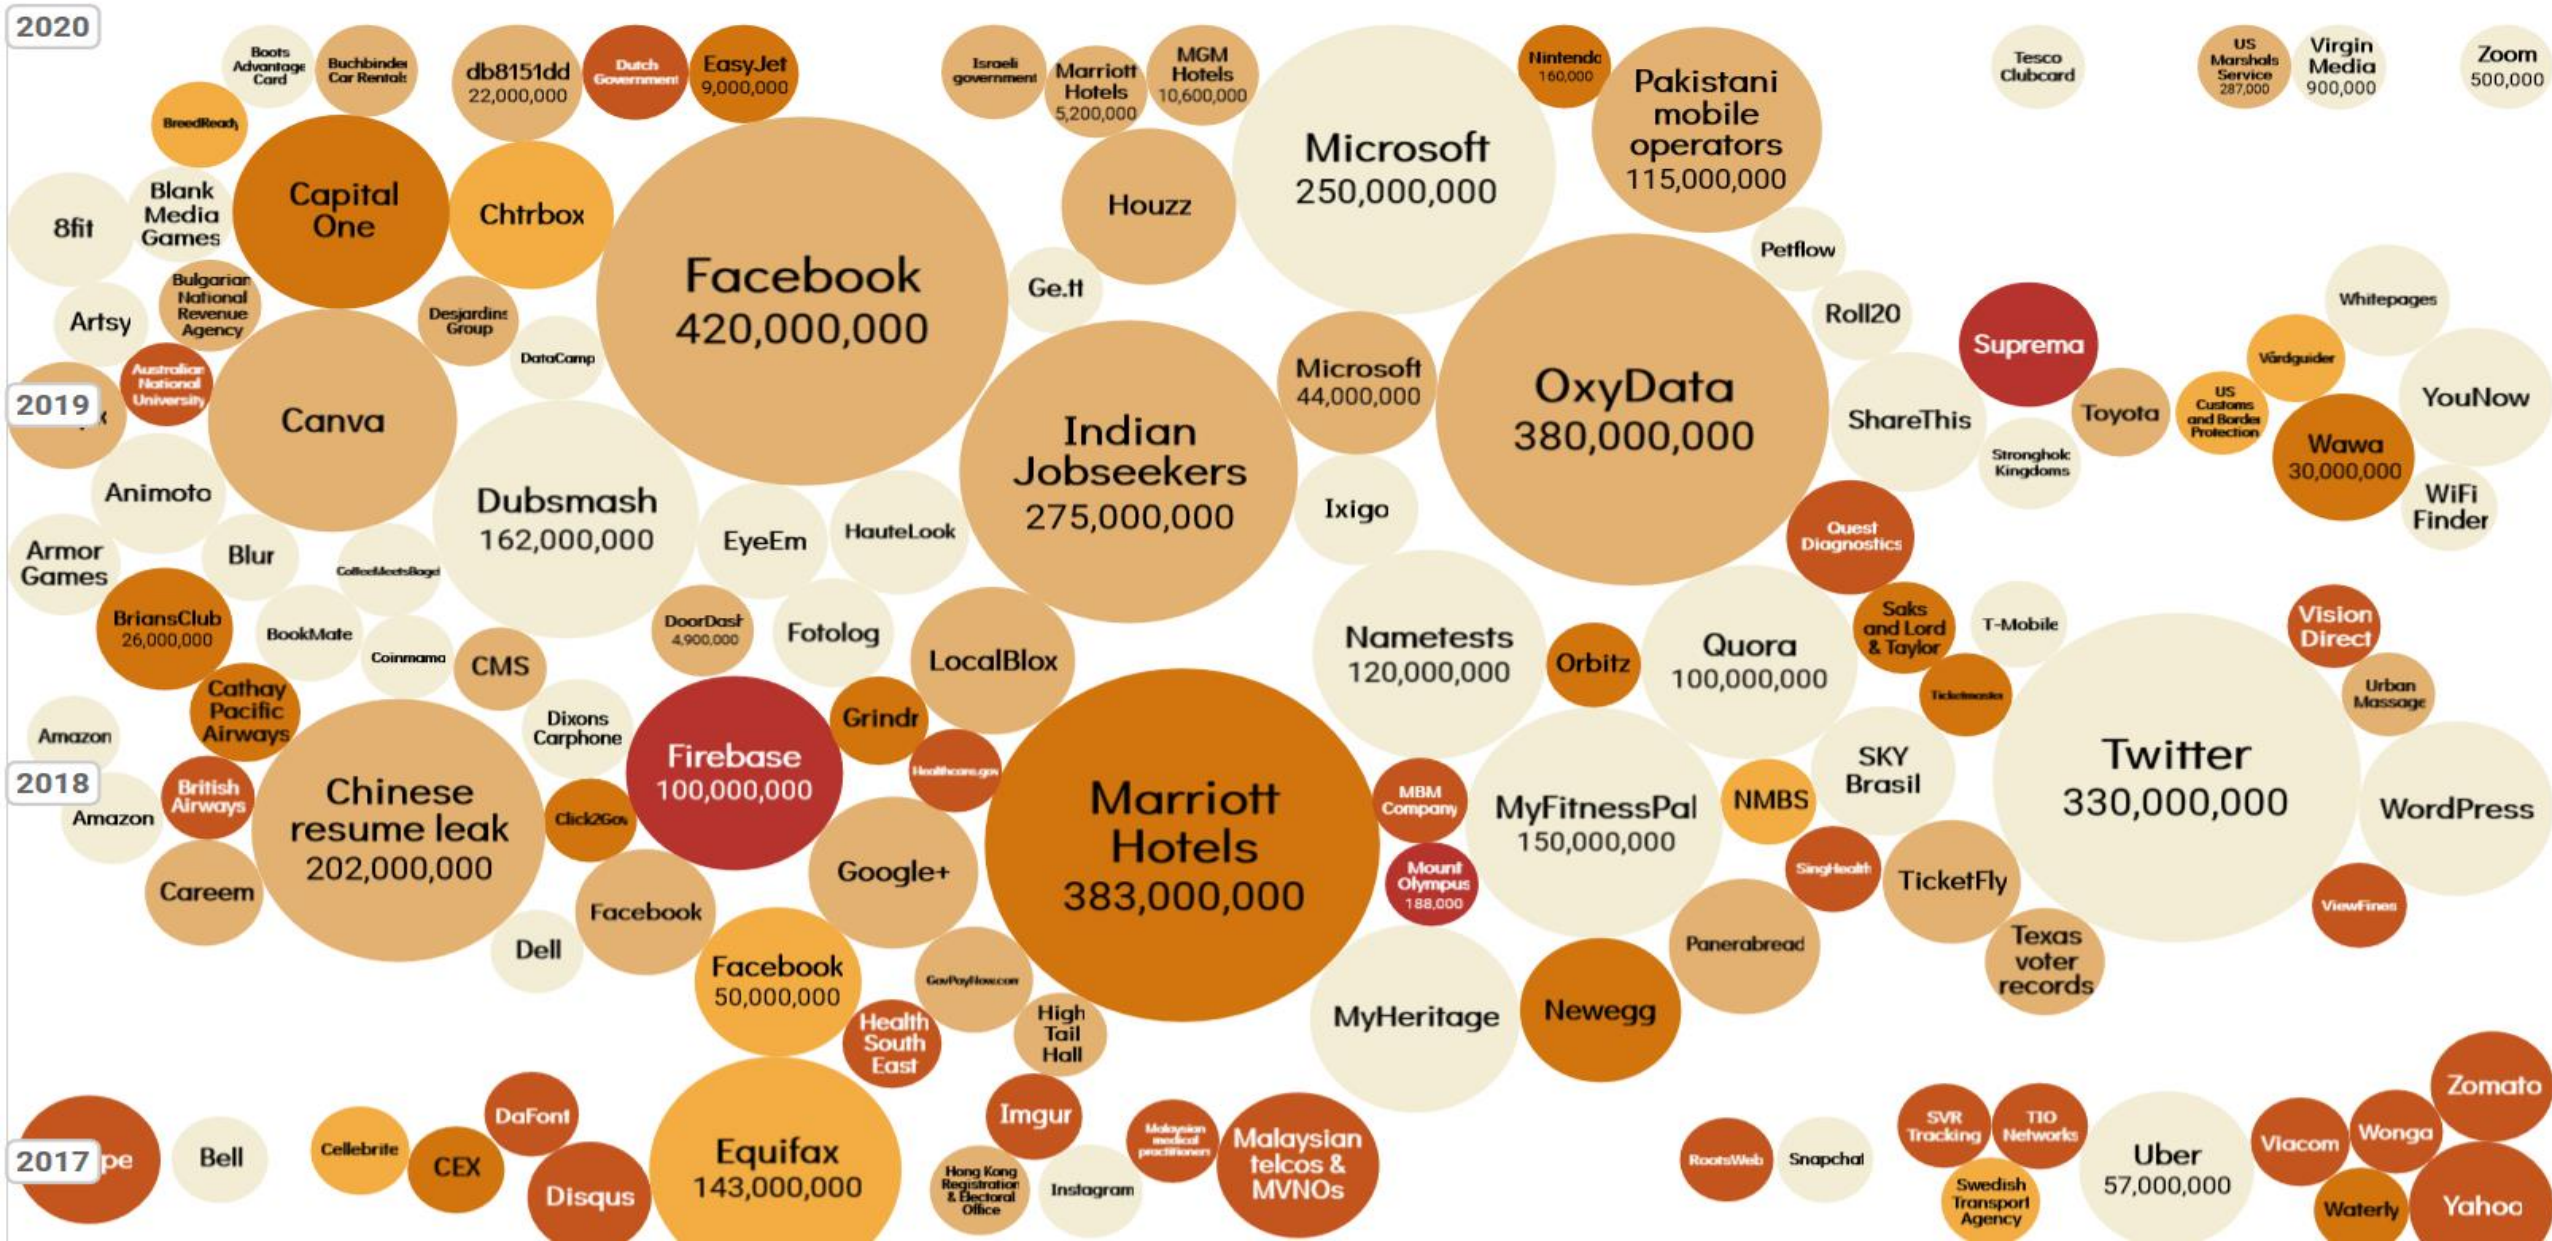 2020
Boots
Advantage
Card
Buchbinder
Car Rentals
db8151dd
22,000,000
Dutch
Government
EasyJet
9,000,000
Israeli
government
Marriott
Hotels
5,200,000
MGM
Hotels
10,600,000
Microsoft
250,000,000
Nintendo
160,000
Pakistani
mobile
operators
115,000,000
Tesco
Clubcard
US
Marshals
Service
287,000
Virgin
Media
900,000
Zoom
500,000
BreedReady
8fit
Blank
Media
Games
Capital
One
Chtrbox
Facebook
420,000,000
Houzz
Ge.tt
Petflow
Roll20
Suprema
Whitepages
Artsy
Bulgarian
National
Revenue
Agency
Desjardins
Group
DataCamp
Microsoft
44,000,000
OxyData
380,000,000
Vårdguiden
2019
x
Australian
National
University
Canva
Indian
Jobseekers
275,000,000
ShareThis
Stronghold
Kingdoms
Toyota
US
Customs
and Border
Protection
Wawa
30,000,000
YouNow
WiFi
Finder
Animoto
Dubsmash
162,000,000
EyeEm
HauteLook
Ixigo
Quest
Diagnostics
Armor
Games
Blur
CoffeeMeetsBagel
BriansClub
26,000,000
BookMate
Coinmama
CMS
DoorDash
4,900,000
Fotolog
LocalBlox
Nametests
120,000,000
Orbitz
Quora
100,000,000
Saks
and Lord
& Taylor
T-Mobile
Vision
Direct
Cathay
Pacific
Airways
Dixons
Carphone
Firebase
100,000,000
Grindr
Healthcare.gov
Ticketmaster
Urban
Massage
Amazon
2018
Amazon
British
Airways
Chinese
resume leak
202,000,000
Click2Gov
Marriott
Hotels
383,000,000
MBM
Company
MyFitnessPal
150,000,000
NMBS
SKY
Brasil
Twitter
330,000,000
WordPress
Careem
Facebook
Google+
Mount
Olympus
188,000
SingHealth
TicketFly
ViewFines
Dell
Facebook
50,000,000
GovPayNow.com
Panerabread
Texas
voter
records
Health
South
East
High
Tail
Hall
MyHeritage
Newegg
2017
pe
Bell
Cellebrite
CEX
DaFont
Disqus
Equifax
143,000,000
Imgur
Hong Kong
Registration
& Electoral
Office
Instagram
Malaysian
medical
practitioners
Malaysian
telcos &
MVNOs
RootsWeb
Snapchat
SVR
Tracking
TIO
Networks
Swedish
Transport
Agency
Uber
57,000,000
Viacom
Wonga
Zomato
Waterly
Yahoo